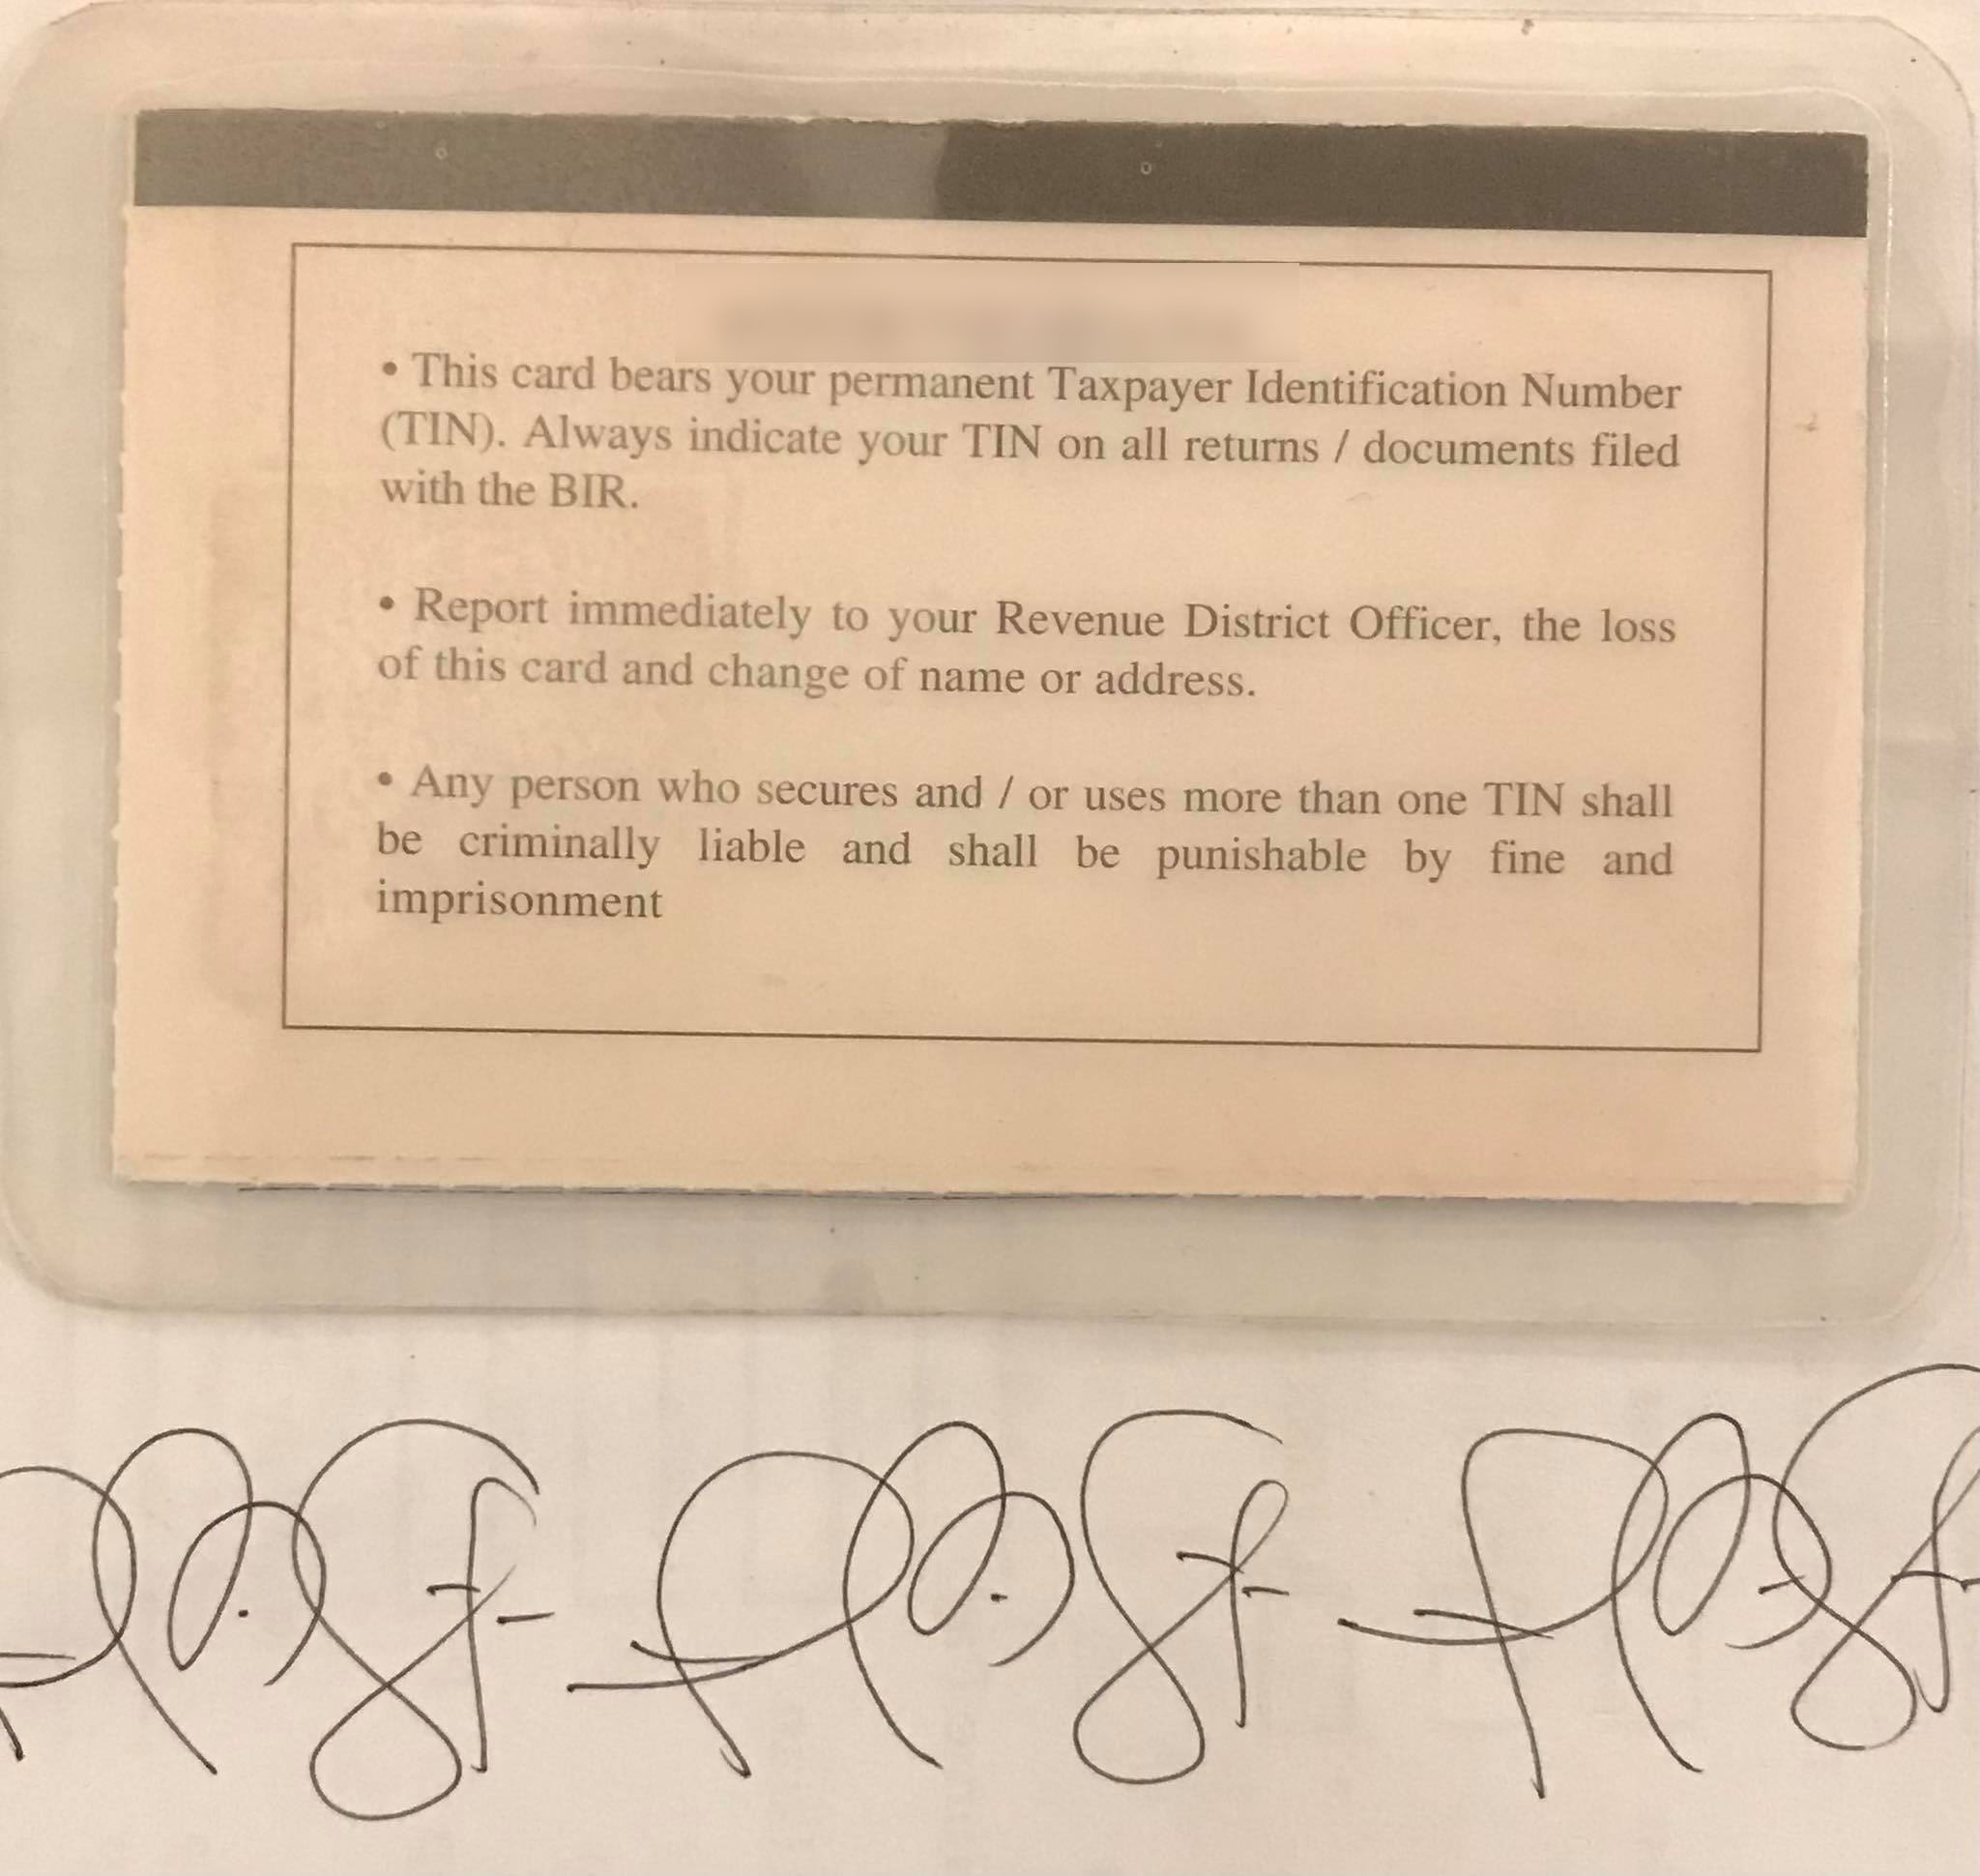 • This card bears your permanent Taxpayer Identification Number
(TIN). Always indicate your TIN on all returns / documents filed
with the BIR.
• Report immediately to your Revenue District Officer, the loss
of this card and change of name or address.
• Any person who secures and / or uses more than one TIN shall
be criminally liable and shall be punishable by fine and
imprisonment